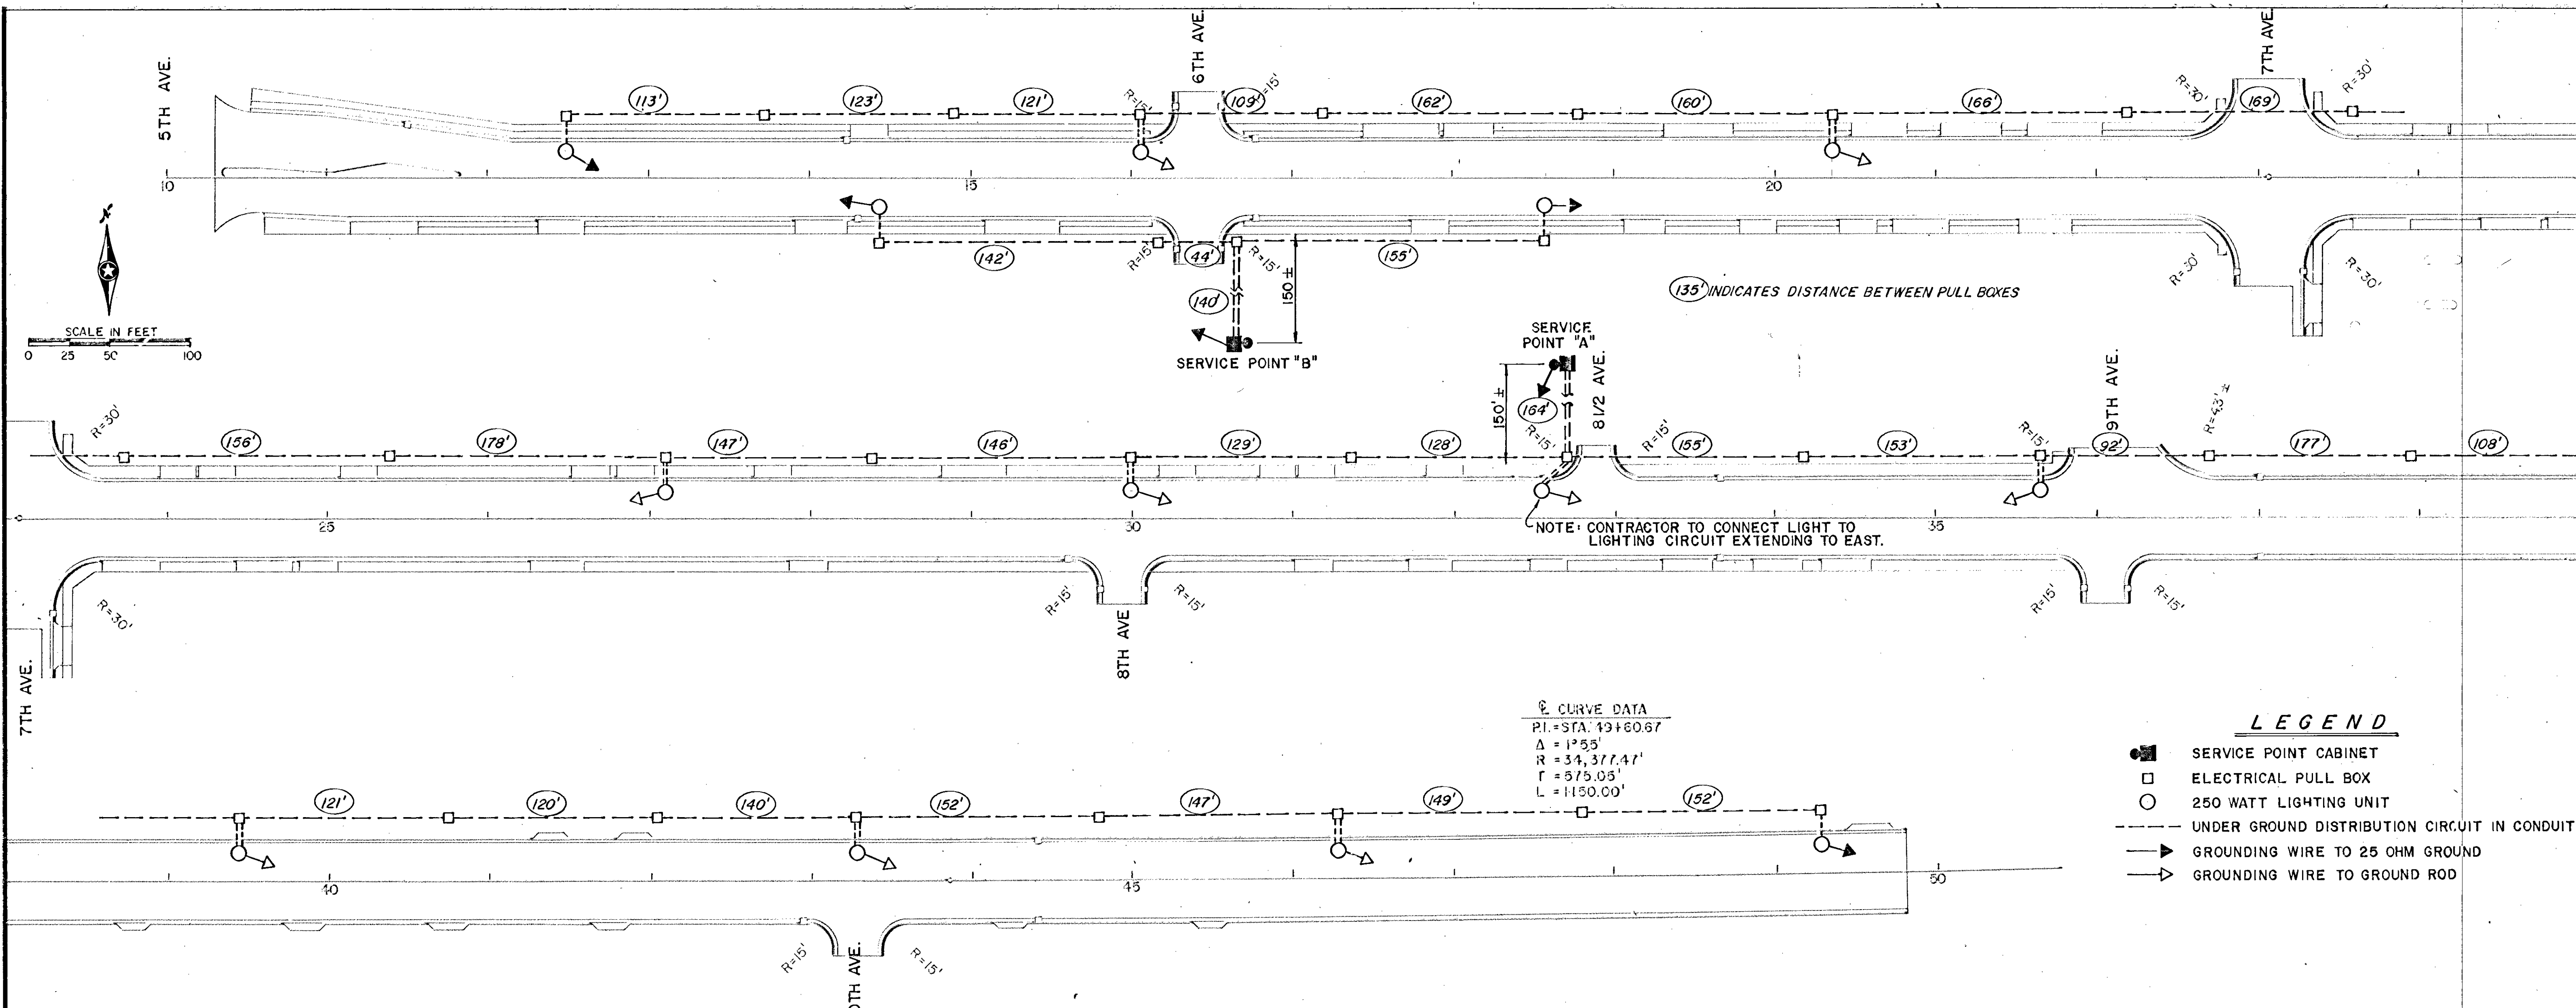 5TH AVE.
6TH AVE.
7TH AVE.
113'
123'
121'
R=15'
109'
R=15'
162'
160'
166'
R=30'
169'
R=30'
10
15
20
142'
R=15'
44'
R=15'
155'
R=30'
R=30'
140'
150 ±
135' INDICATES DISTANCE BETWEEN PULL BOXES
SCALE IN FEET
0 25 50 100
SERVICE POINT "B"
SERVICE
POINT "A"
8 1/2 AVE.
9TH AVE.
150' ±
164'
R=30'
156'
178'
147'
146'
129'
128'
R=15'
R=15'
155'
153'
R=15'
92'
R=43' ±
177'
108'
25
30
35
NOTE: CONTRACTOR TO CONNECT LIGHT TO
LIGHTING CIRCUIT EXTENDING TO EAST.
R=30'
R=15'
R=15'
R=15'
R=15'
7TH AVE.
8TH AVE
℄ CURVE DATA
P.I.=STA. 49+60.67
Δ = 1°55'
R = 34,377.47'
T = 575.05'
L = 1150.00'
121'
120'
140'
152'
147'
149'
152'
40
45
50
R=15'
R=15'
0TH AVE.
LEGEND
SERVICE POINT CABINET
ELECTRICAL PULL BOX
250 WATT LIGHTING UNIT
UNDER GROUND DISTRIBUTION CIRCUIT IN CONDUIT
GROUNDING WIRE TO 25 OHM GROUND
GROUNDING WIRE TO GROUND ROD